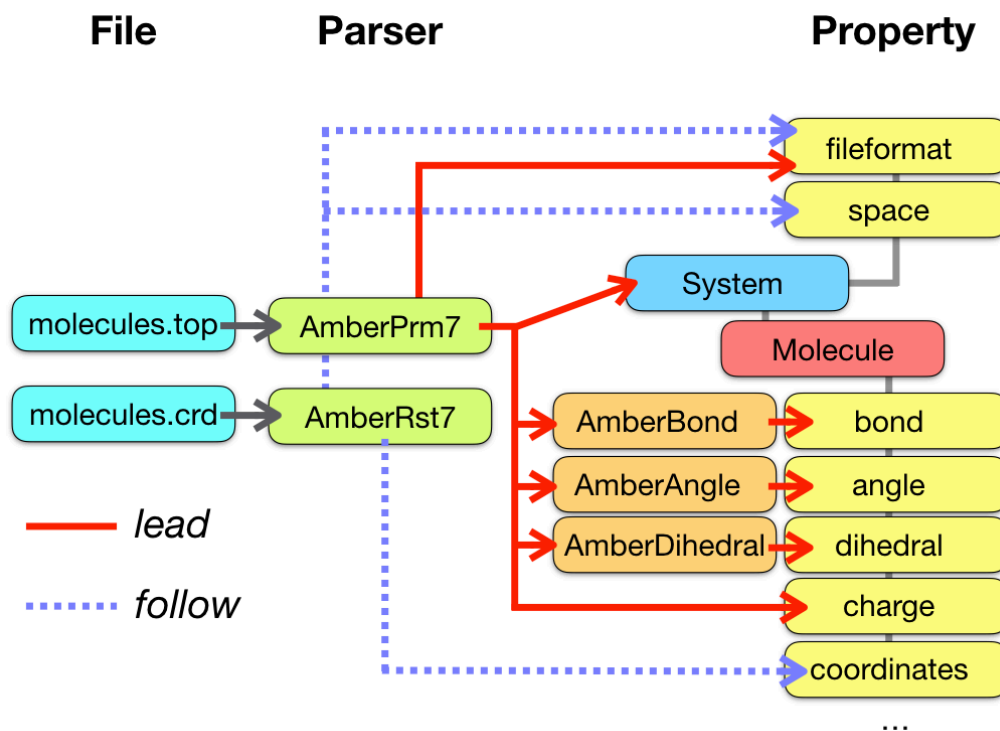 File
Parser
Property
fileformat
space
System
molecules.top
AmberPrm7
Molecule
molecules.crd
AmberRst7
AmberBond
bond
AmberAngle
angle
lead
AmberDihedral
dihedral
follow
charge
coordinates
...